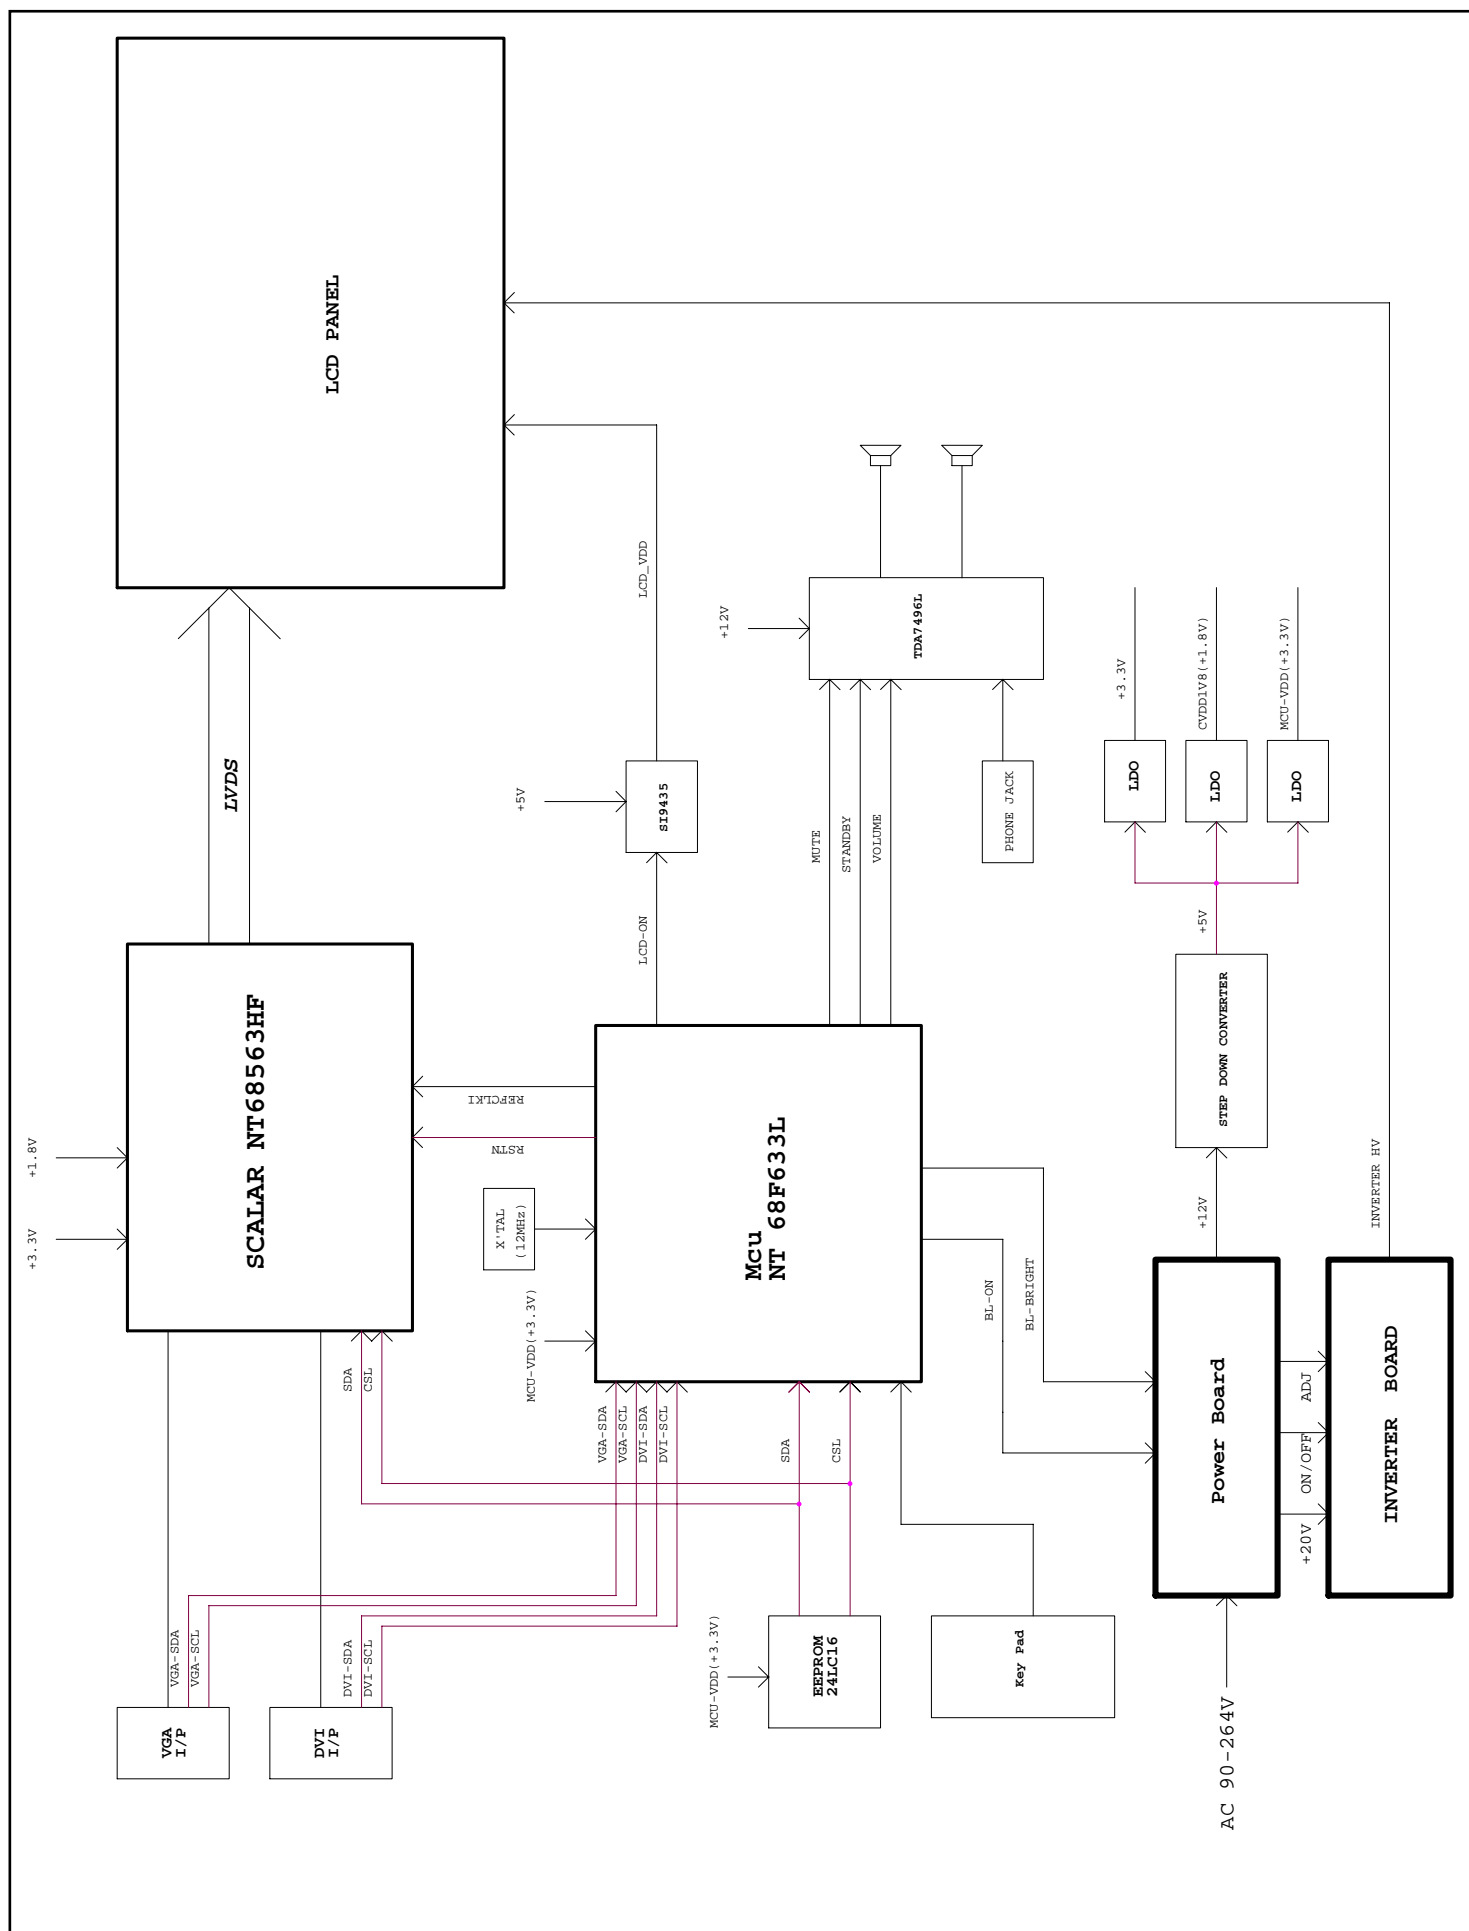 LCD PANEL
LVDS
+1.8V
+3.3V
SCALAR NT68563HF
SDA
CSL
VGA-SDA
VGA-SCL
VGA
I/P
DVI-SDA
DVI-SCL
DVI
I/P
LCD_VDD
+5V
SI9435
LCD-ON
REFCLKI
RSTN
X'TAL
(12MHz)
MCU-VDD(+3.3V)
Mcu
NT 68F633L
VGA-SDA
VGA-SCL
DVI-SDA
DVI-SCL
SDA
CSL
MCU-VDD(+3.3V)
EEPROM
24LC16
Key Pad
+12V
TDA7496L
MUTE
STANDBY
VOLUME
PHONE JACK
BL-ON
BL-BRIGHT
+3.3V
CVDD1V8(+1.8V)
MCU-VDD(+3.3V)
LDO
LDO
LDO
+5V
STEP DOWN CONVERTER
+12V
INVERTER HV
Power Board
ADJ
ON/OFF
+20V
INVERTER BOARD
AC 90-264V